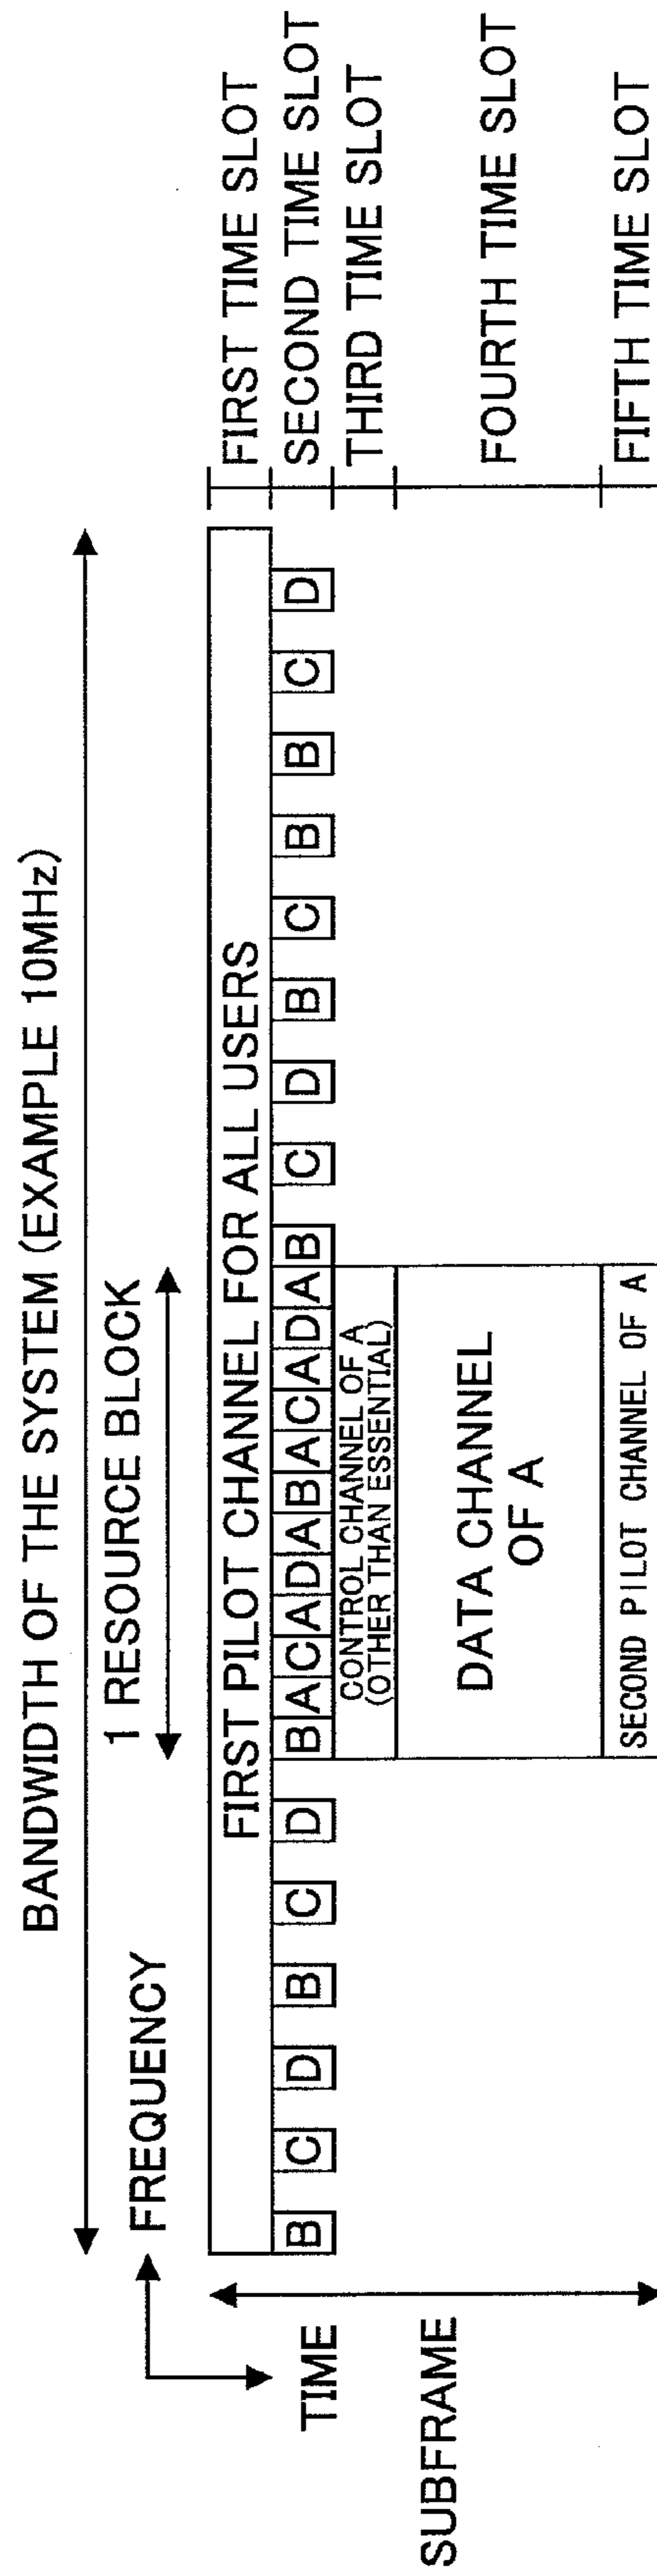 BANDWIDTH OF THE SYSTEM (EXAMPLE 10MHz)
1 RESOURCE BLOCK
FREQUENCY
TIME
SUBFRAME
FIRST PILOT CHANNEL FOR ALL USERS
B C D B C D B A C A D A B A C A D A B C D B C B B C D
CONTROL CHANNEL OF A
(OTHER THAN ESSENTIAL)
DATA CHANNEL
OF A
SECOND PILOT CHANNEL OF A
FIRST TIME SLOT
SECOND TIME SLOT
THIRD TIME SLOT
FOURTH TIME SLOT
FIFTH TIME SLOT